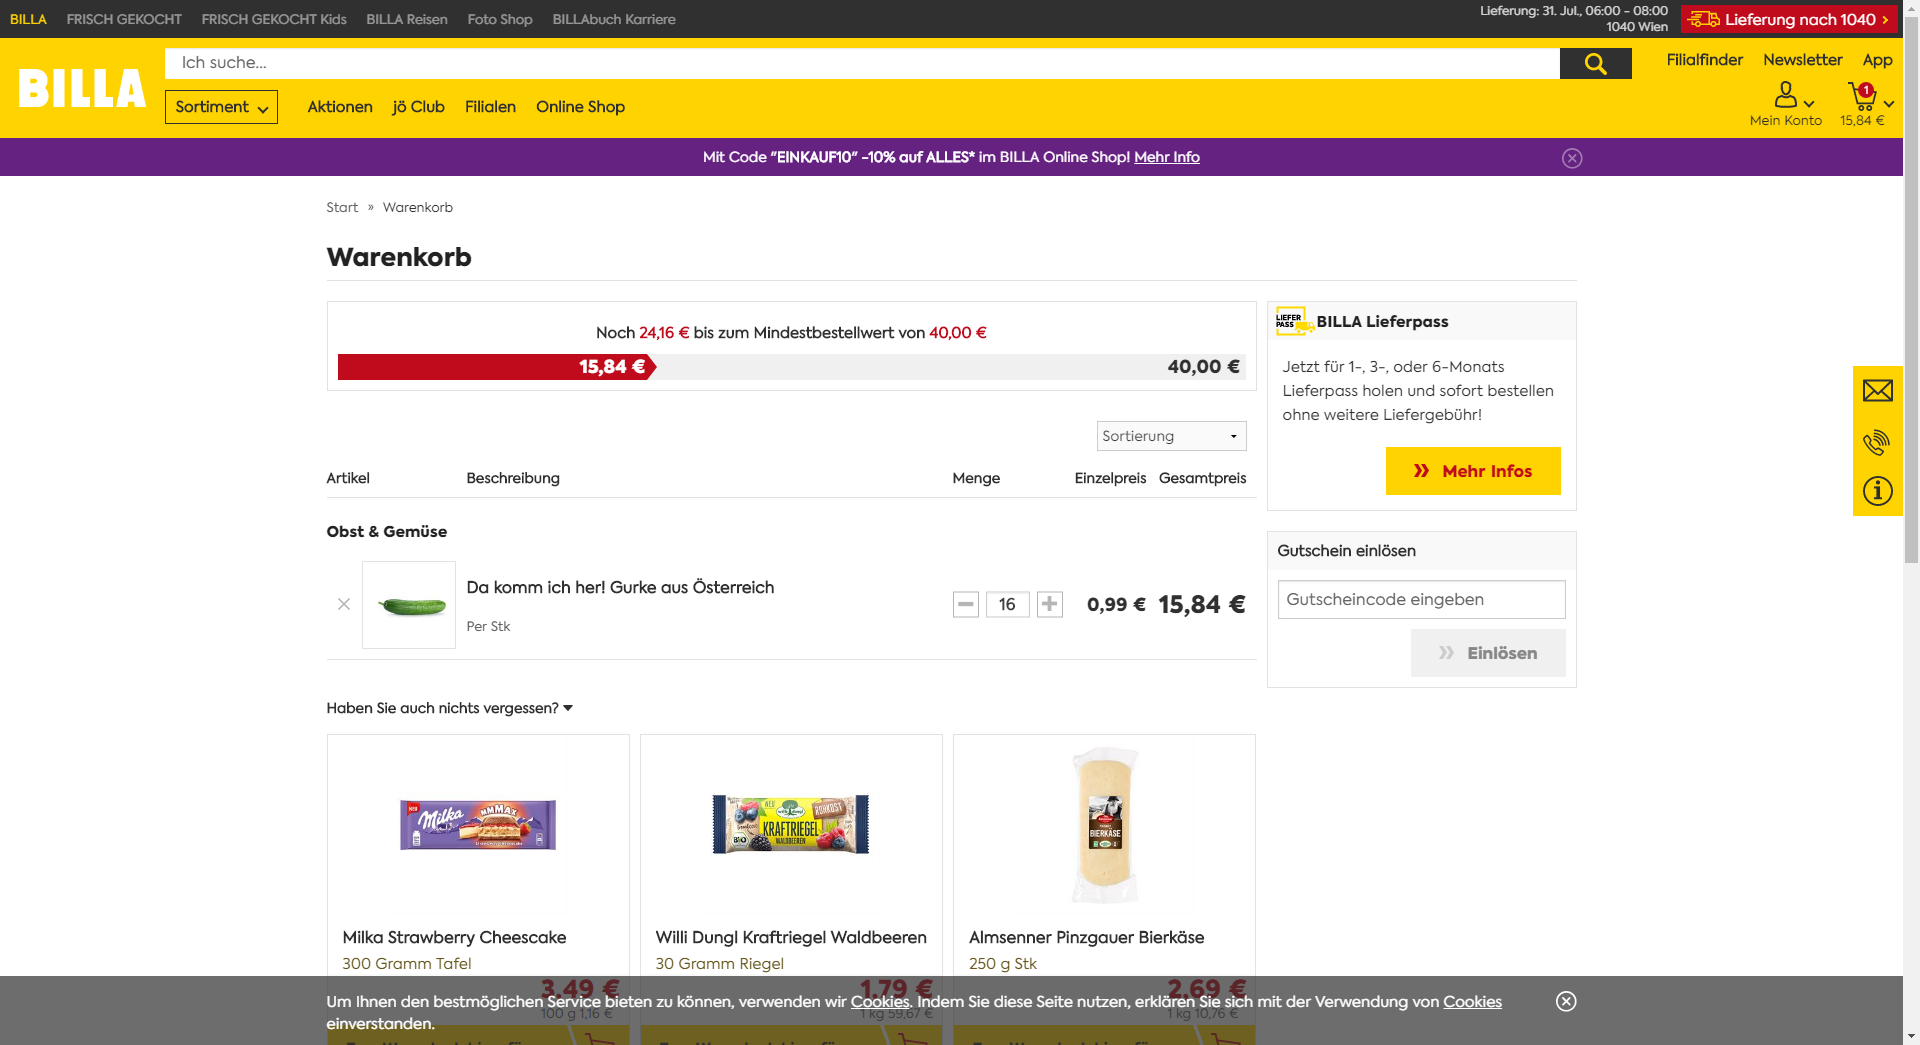 BILLA FRISCH GEKOCHT FRISCH GEKOCHT Kids BILLA Reisen Foto Shop BILLAbuch Karriere
Lieferung: 31. Jul., 06:00 - 08:00
1040 Wien
Lieferung nach 1040
BILLA
Ich suche...
Filialfinder Newsletter App
Sortiment Aktionen jö Club Filialen Online Shop
1
Mein Konto 15,84 €
Mit Code "EINKAUF10" -10% auf ALLES* im BILLA Online Shop! Mehr Info
Start » Warenkorb
Warenkorb
Noch 24,16 € bis zum Mindestbestellwert von 40,00 €
15,84 € 40,00 €
Sortierung
Artikel Beschreibung Menge Einzelpreis Gesamtpreis
Obst & Gemüse
Da komm ich her! Gurke aus Österreich
Per Stk
16 0,99 € 15,84 €
LIEFER
PASS
BILLA Lieferpass
Jetzt für 1-, 3-, oder 6-Monats
Lieferpass holen und sofort bestellen
ohne weitere Liefergebühr!
Mehr Infos
Gutschein einlösen
Gutscheincode eingeben
Einlösen
Haben Sie auch nichts vergessen?
Milka
MMMAX
NEU
KRAFTRIEGEL
WALDBEEREN
ROHKOST
BIO
BIERKÄSE
Milka Strawberry Cheescake
300 Gramm Tafel
3,49 €
100 g 1,16 €
Willi Dungl Kraftriegel Waldbeeren
30 Gramm Riegel
1,79 €
1 kg 59,67 €
Almsenner Pinzgauer Bierkäse
250 g Stk
2,69 €
1 kg 10,76 €
Um Ihnen den bestmöglichen Service bieten zu können, verwenden wir Cookies. Indem Sie diese Seite nutzen, erklären Sie sich mit der Verwendung von Cookies
einverstanden.